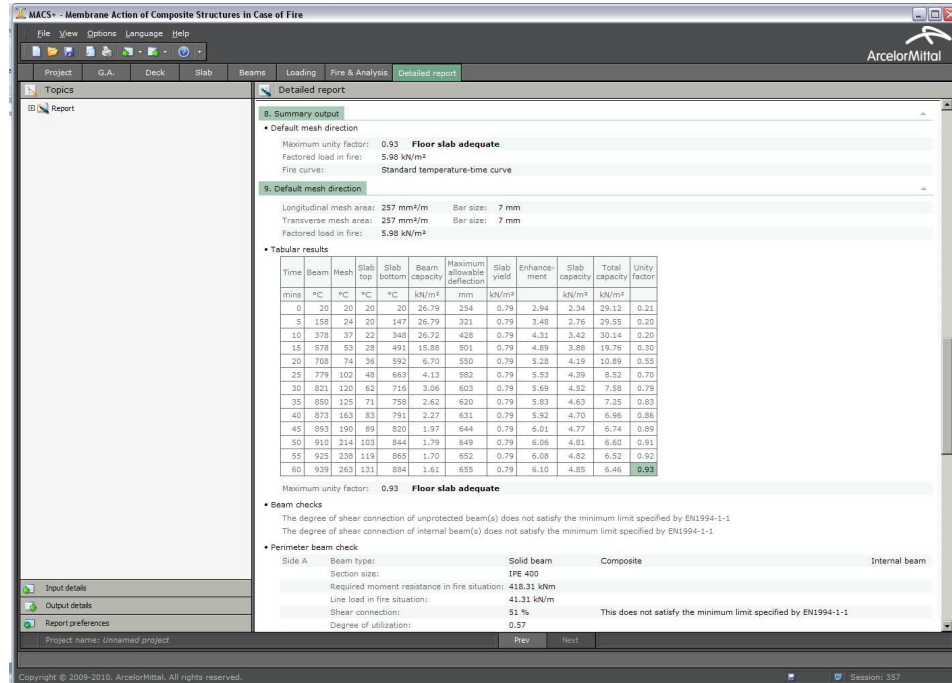 MACS+ - Membrane Action of Composite Structures in Case of Fire
File View Options Language Help
ArcelorMittal
Project G.A. Deck Slab Beams Loading Fire & Analysis Detailed report
Topics
Detailed report
Report
8. Summary output
• Default mesh direction
Maximum unity factor: 0.93 Floor slab adequate
Factored load in fire: 5.98 kN/m²
Fire curve: Standard temperature-time curve
9. Default mesh direction
Longitudinal mesh area: 257 mm²/m Bar size: 7 mm
Transverse mesh area: 257 mm²/m Bar size: 7 mm
Factored load in fire: 5.98 kN/m²
• Tabular results
Time Beam Mesh Slab top Slab bottom Beam capacity Maximum allowable deflection Slab yield Enhance-ment Slab capacity Total capacity Unity factor
mins °C °C °C °C kN/m² mm kN/m² kN/m² kN/m²
0 20 20 20 20 26.79 254 0.79 2.94 2.34 29.12 0.21
5 158 24 20 147 26.79 321 0.79 3.48 2.76 29.55 0.20
10 378 37 22 348 26.72 428 0.79 4.31 3.42 30.14 0.20
15 578 53 28 491 15.88 501 0.79 4.89 3.88 19.76 0.30
20 708 74 36 592 6.70 550 0.79 5.28 4.19 10.89 0.55
25 779 102 48 663 4.13 582 0.79 5.53 4.39 8.52 0.70
30 821 120 62 716 3.06 603 0.79 5.69 4.52 7.58 0.79
35 850 125 71 758 2.62 620 0.79 5.83 4.63 7.25 0.83
40 873 163 83 791 2.27 631 0.79 5.92 4.70 6.96 0.86
45 893 190 89 820 1.97 644 0.79 6.01 4.77 6.74 0.89
50 910 214 103 844 1.79 649 0.79 6.06 4.81 6.60 0.91
55 925 238 119 865 1.70 652 0.79 6.08 4.82 6.52 0.92
60 939 263 131 884 1.61 655 0.79 6.10 4.85 6.46 0.93
Maximum unity factor: 0.93 Floor slab adequate
• Beam checks
The degree of shear connection of unprotected beam(s) does not satisfy the minimum limit specified by EN1994-1-1
The degree of shear connection of internal beam(s) does not satisfy the minimum limit specified by EN1994-1-1
• Perimeter beam check
Side A Beam type: Solid beam Composite Internal beam
Section size: IPE 400
Required moment resistance in fire situation: 418.31 kNm
Line load in fire situation: 41.31 kN/m
Shear connection: 51 % This does not satisfy the minimum limit specified by EN1994-1-1
Degree of utilization: 0.57
Input details
Output details
Report preferences
Project name: Unnamed project
Prev Next
Copyright © 2009-2010. ArcelorMittal. All rights reserved.
Session: 357